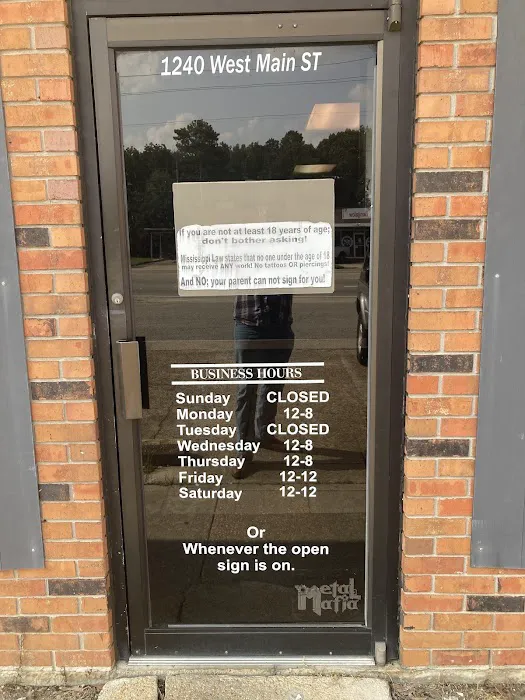 1240 West Main ST
If you are not at least 18 years of age;
don't bother asking!
Mississippi Law states that no one under the age of 18
may receive ANY work! No tattoos OR piercings!
And NO; your parent can not sign for you!
BUSINESS HOURS
Sunday CLOSED
Monday 12-8
Tuesday CLOSED
Wednesday 12-8
Thursday 12-8
Friday 12-12
Saturday 12-12
Or
Whenever the open
sign is on.
Metal
Mafia